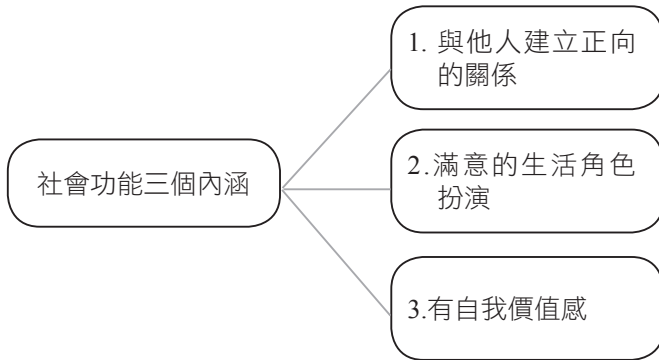 1. 與他人建立正向
的關係
社會功能三個內涵
2.滿意的生活角色
扮演
3.有自我價值感